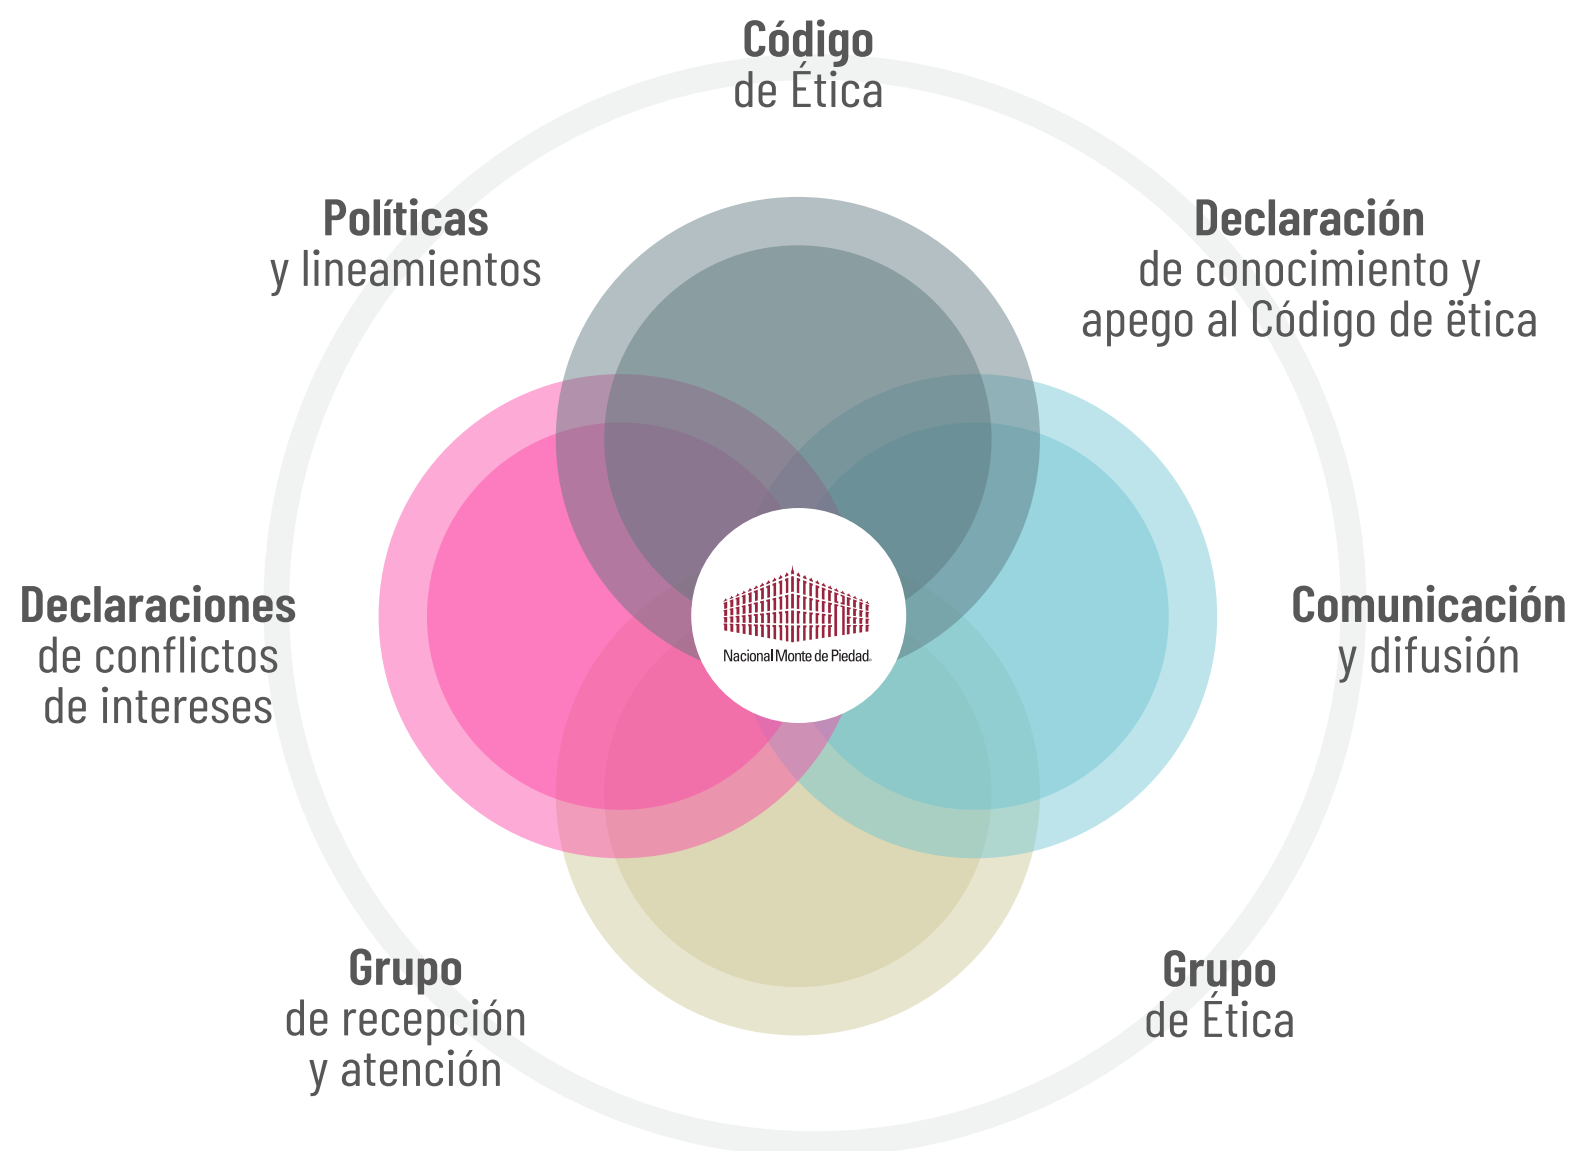 Código
de Ética
Políticas
y lineamientos
Declaración
de conocimiento y
apego al Código de ëtica
Declaraciones
de conflictos
de intereses
Nacional Monte de Piedad®
Comunicación
y difusión
Grupo
de recepción
y atención
Grupo
de Ética